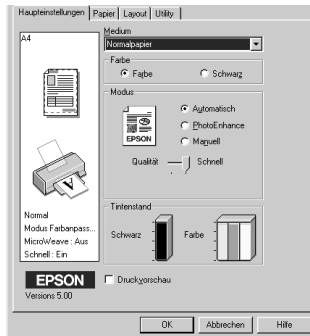 Haupteinstellungen Papier Layout Utility
A4
Medium
Normalpapier
Farbe
Farbe Schwarz
Modus
EPSON
Automatisch
PhotoEnhance
Manuell
Qualität Schnell
Normal
Modus Farbanpass...
MicroWeave : Aus
Schnell : Ein
Tintenstand
Schwarz Farbe
EPSON
Versions 5.00
Druckvorschau
OK Abbrechen Hilfe